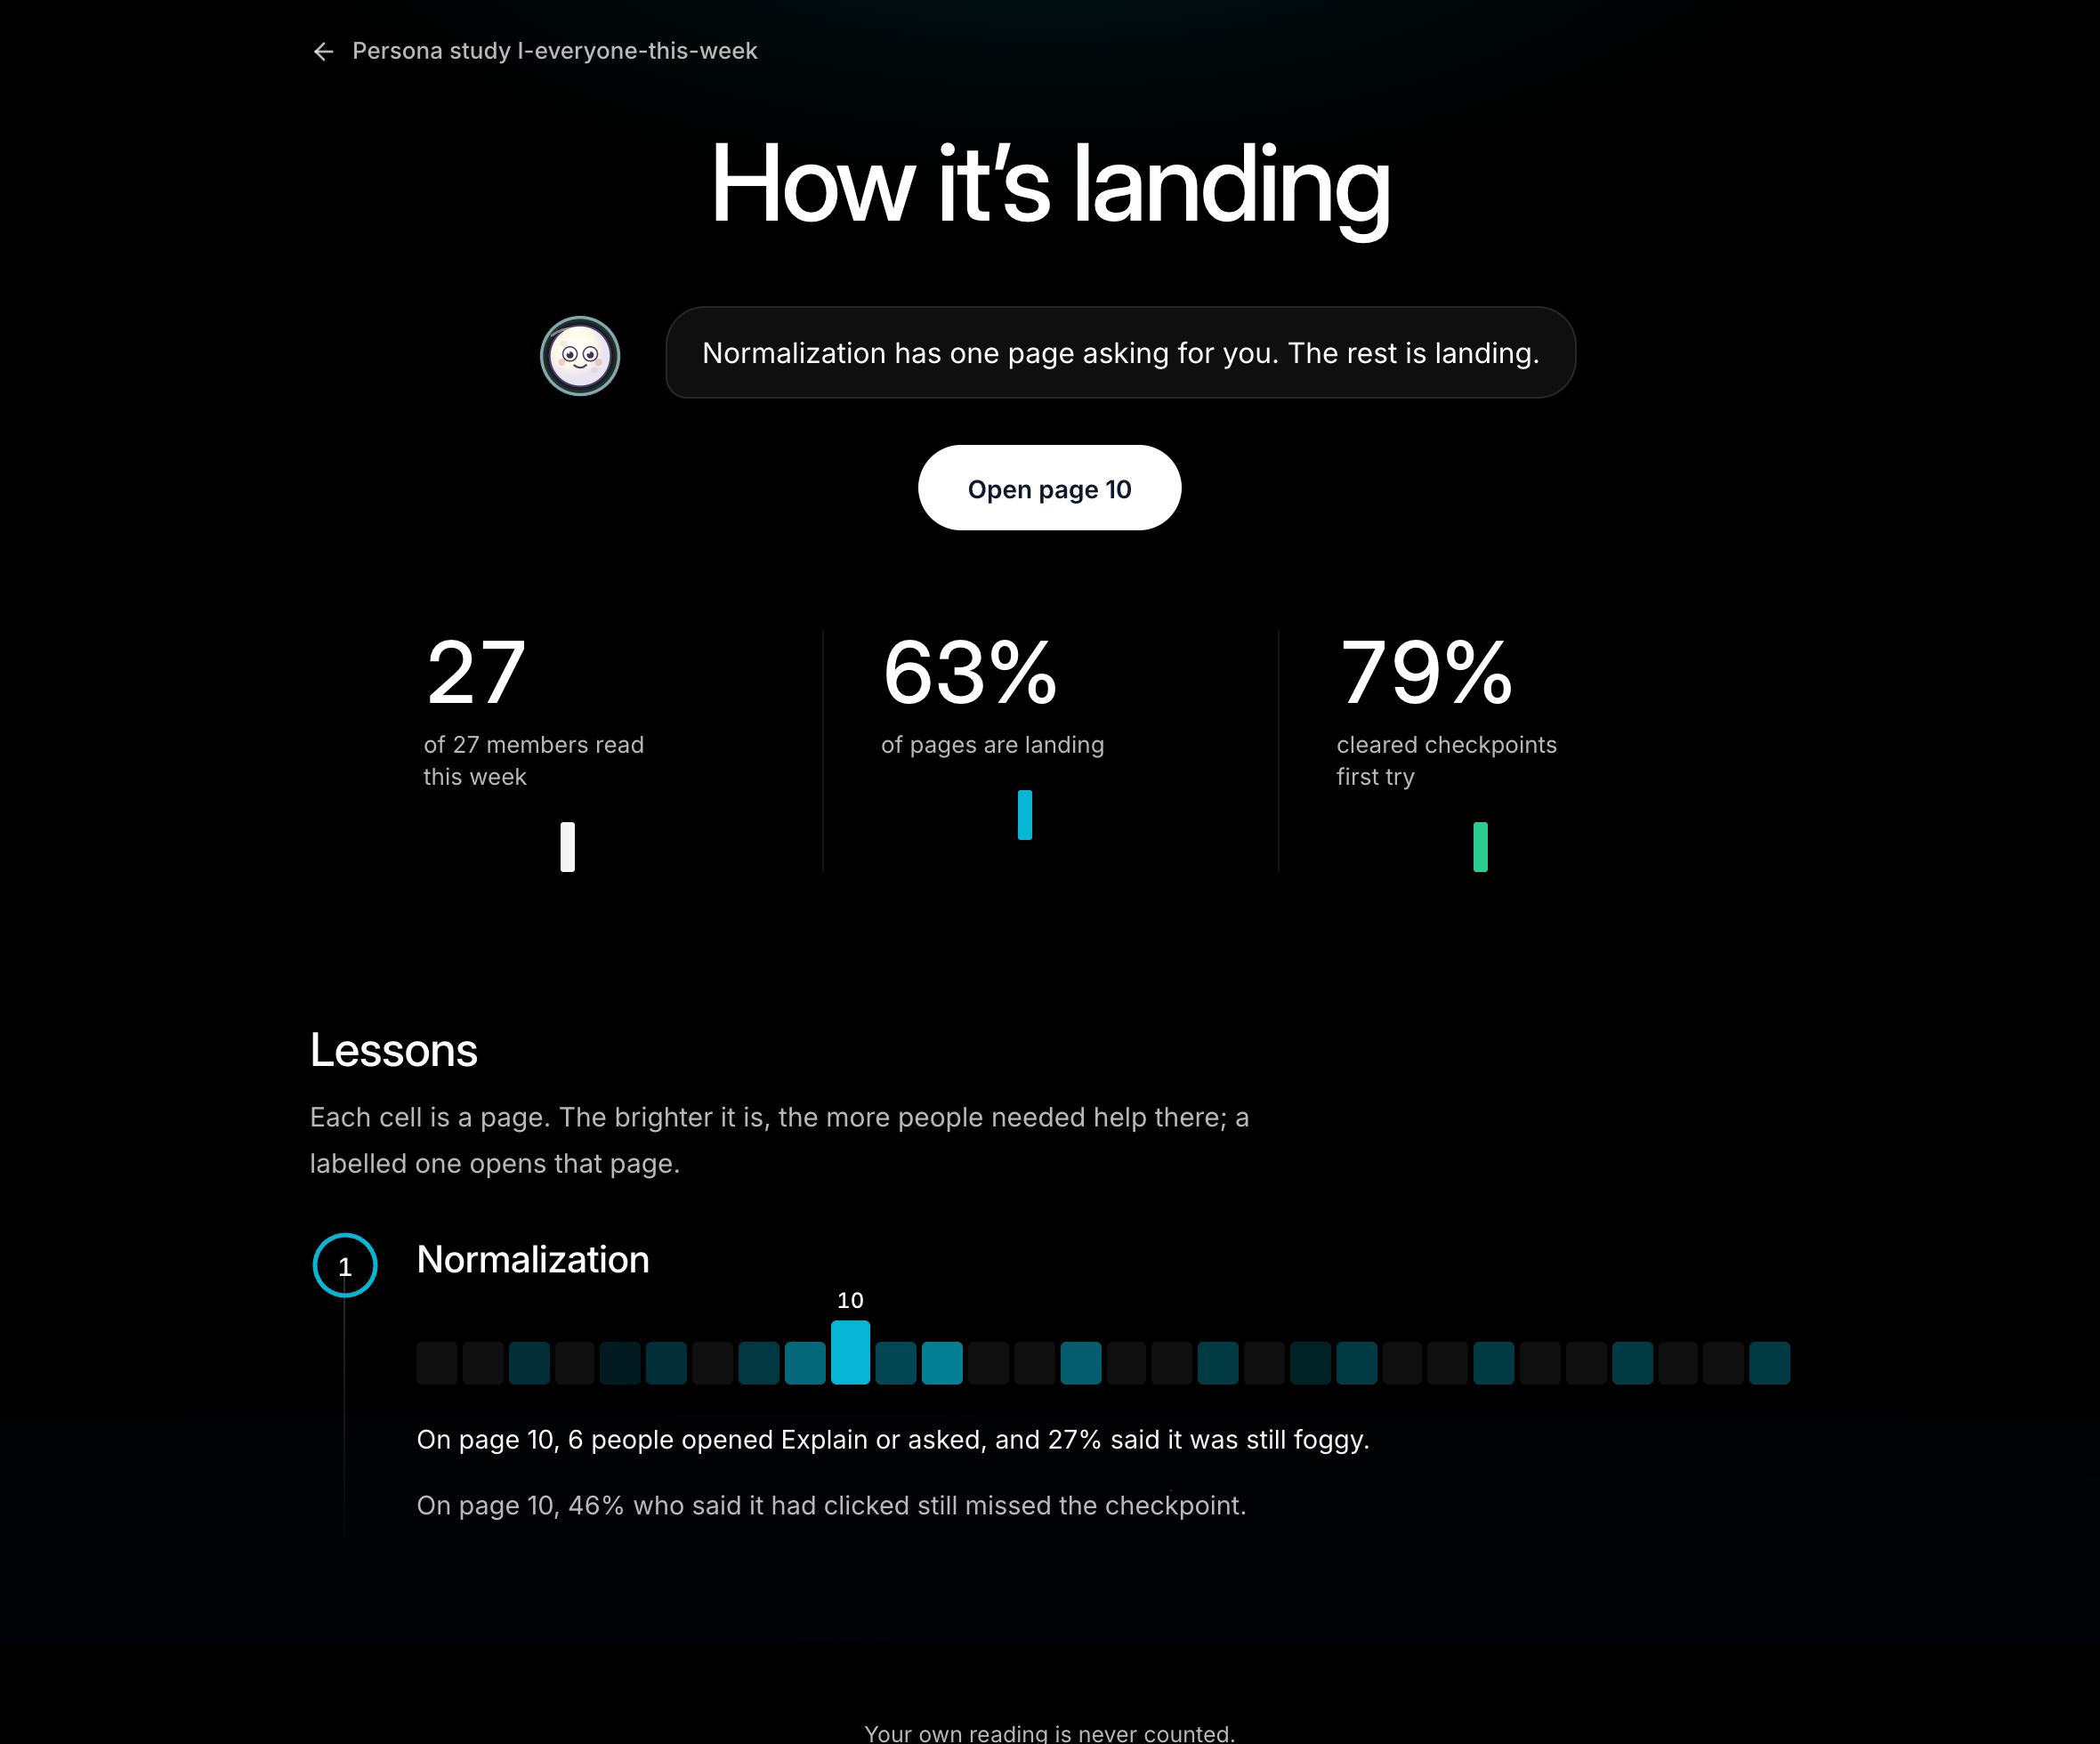 Persona study I-everyone-this-week
How it’s landing
Normalization has one page asking for you. The rest is landing.
Open page 10
27
of 27 members read
this week
63%
of pages are landing
79%
cleared checkpoints
first try
Lessons
Each cell is a page. The brighter it is, the more people needed help there; a
labelled one opens that page.
1
Normalization
10
On page 10, 6 people opened Explain or asked, and 27% said it was still foggy.
On page 10, 46% who said it had clicked still missed the checkpoint.
Your own reading is never counted.